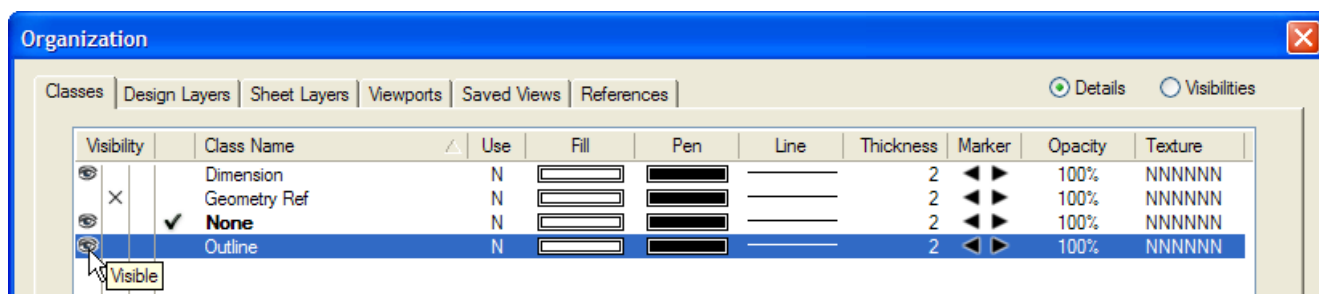 Organization
Classes Design Layers Sheet Layers Viewports Saved Views References Details Visibilities
Visibility Class Name Use Fill Pen Line Thickness Marker Opacity Texture
Dimension N 2 100% NNNNNN
Geometry Ref N 2 100% NNNNNN
None N 2 100% NNNNNN
Outline N 2 100% NNNNNN
Visible